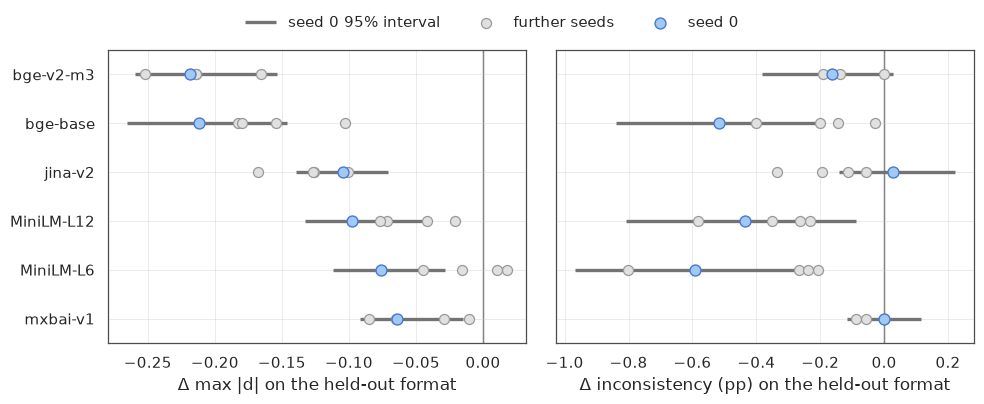 seed 0 95% interval further seeds seed 0
bge-v2-m3
bge-base
jina-v2
MiniLM-L12
MiniLM-L6
mxbai-v1
−0.25 −0.20 −0.15 −0.10 −0.05 0.00 −1.0 −0.8 −0.6 −0.4 −0.2 0.0 0.2
Δ max |d| on the held-out format Δ inconsistency (pp) on the held-out format